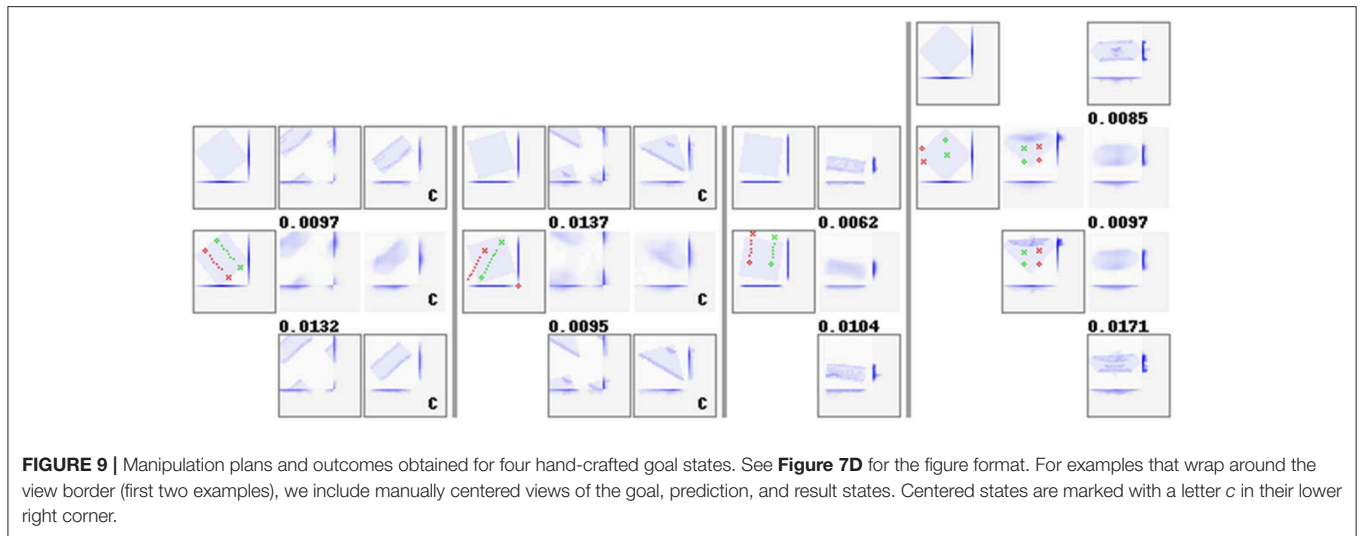 0.0085
C
C
0.0097
0.0137
0.0062
0.0097
C
C
0.0132
0.0095
0.0104
0.0171
C
C
FIGURE 9 | Manipulation plans and outcomes obtained for four hand-crafted goal states. See Figure 7D for the figure format. For examples that wrap around the
view border (first two examples), we include manually centered views of the goal, prediction, and result states. Centered states are marked with a letter c in their lower
right corner.